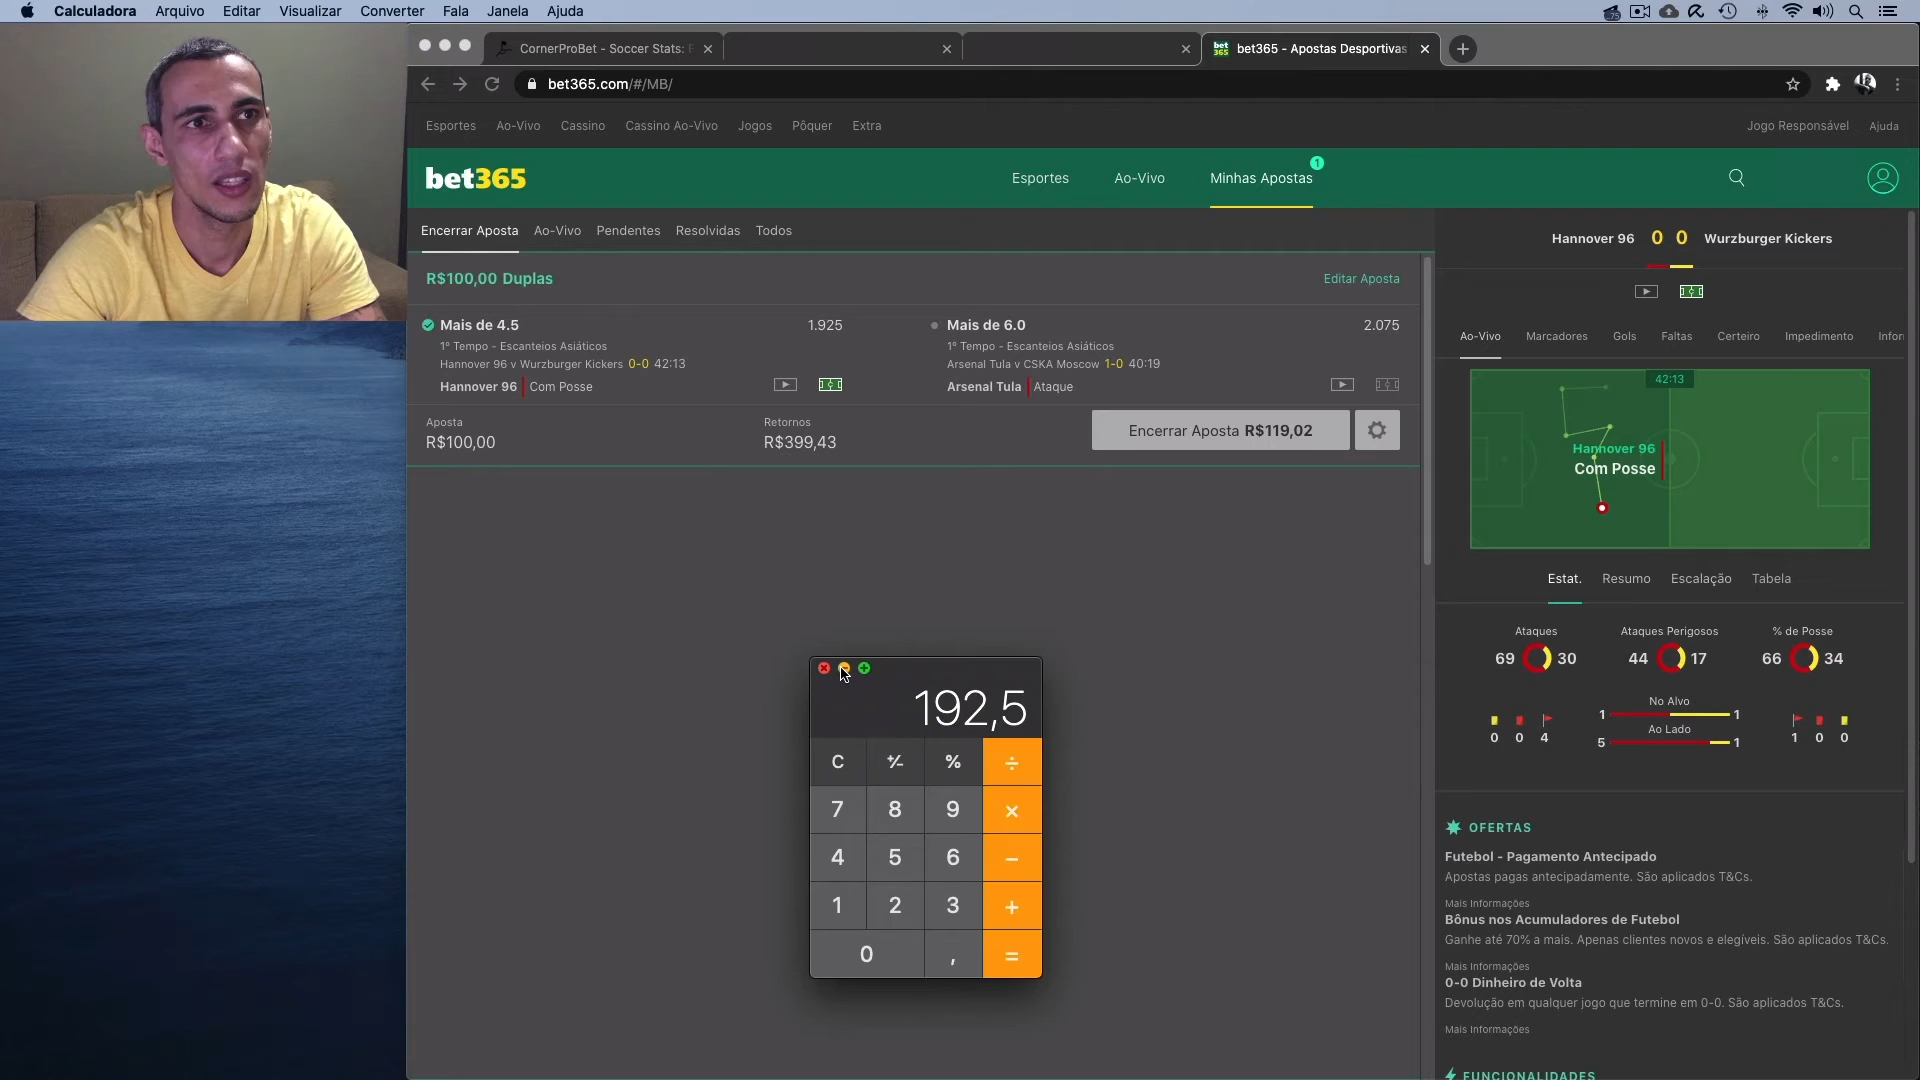 Calculadora Arquivo Editar Visualizar Converter Fala Janela Ajuda
CornerProBet - Soccer Stats:
bet365 - Apostas Desportivas
bet365.com/#/MB/
Esportes Ao-Vivo Cassino Cassino Ao-Vivo Jogos Pôquer Extra
Jogo Responsável Ajuda
bet365
Esportes Ao-Vivo Minhas Apostas 1
Encerrar Aposta Ao-Vivo Pendentes Resolvidas Todos
R$100,00 Duplas
Editar Aposta
Mais de 4.5 1.925
1º Tempo - Escanteios Asiáticos
Hannover 96 v Wurzburger Kickers 0-0 42:13
Hannover 96 Com Posse
Mais de 6.0 2.075
1º Tempo - Escanteios Asiáticos
Arsenal Tula v CSKA Moscow 1-0 40:19
Arsenal Tula Ataque
Aposta
R$100,00
Retornos
R$399,43
Encerrar Aposta R$119,02
192,5
C +⁄- % ÷
7 8 9 ×
4 5 6 −
1 2 3 +
0 , =
Hannover 96 0 0 Wurzburger Kickers
Ao-Vivo Marcadores Gols Faltas Certeiro Impedimento Infor
42:13
Hannover 96
Com Posse
Estat. Resumo Escalação Tabela
Ataques Ataques Perigosos % de Posse
69 30 44 17 66 34
No Alvo
1 1
Ao Lado
5 1
0 0 4
1 0 0
OFERTAS
Futebol - Pagamento Antecipado
Apostas pagas antecipadamente. São aplicados T&Cs.
Mais Informações
Bônus nos Acumuladores de Futebol
Ganhe até 70% a mais. Apenas clientes novos e elegíveis. São aplicados T&Cs.
Mais Informações
0-0 Dinheiro de Volta
Devolução em qualquer jogo que termine em 0-0. São aplicados T&Cs.
Mais Informações
FUNCIONALIDADES